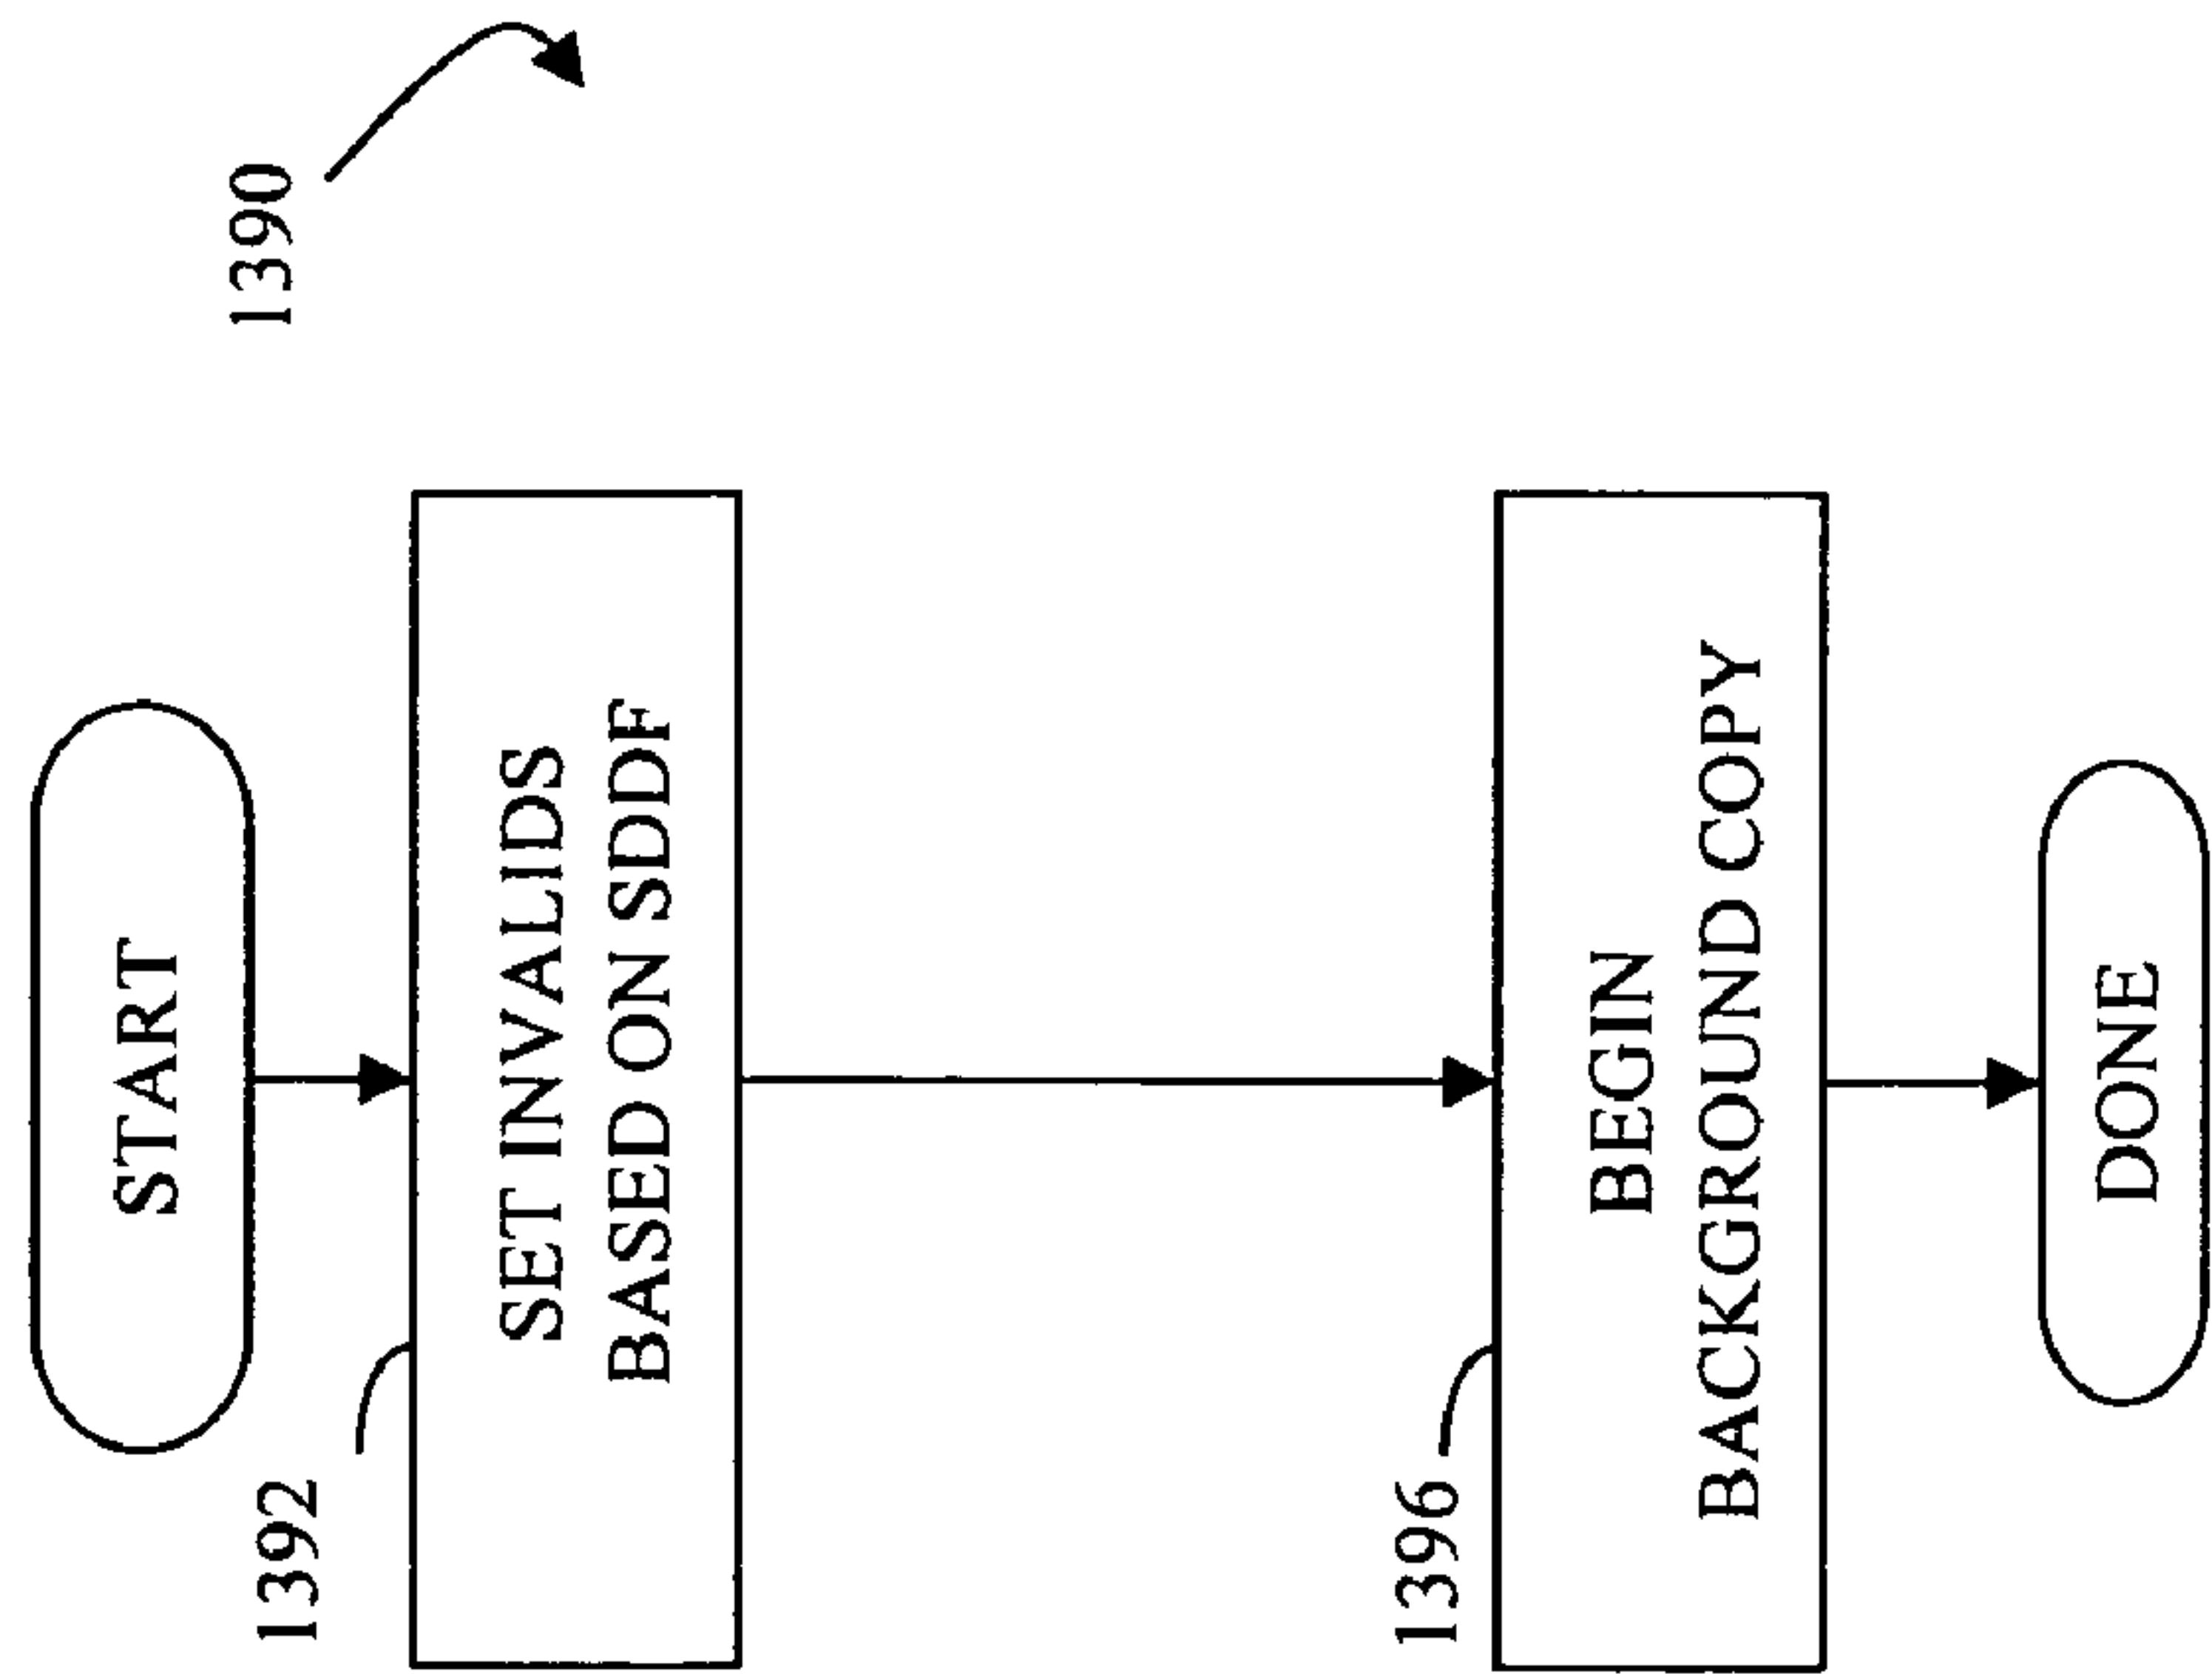 1390
START
1392
SET INVALIDS
BASED ON SDDF
1396
BEGIN
BACKGROUND COPY
DONE